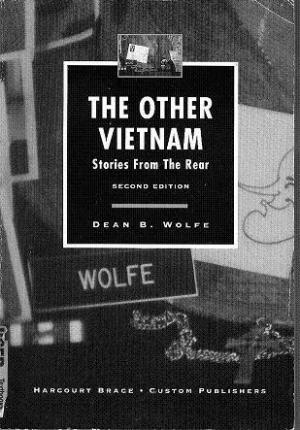 THE OTHER
VIETNAM
Stories From The Rear
SECOND EDITION
DEAN B. WOLFE
WOLFE
HARCOURT BRACE • CUSTOM PUBLISHERS